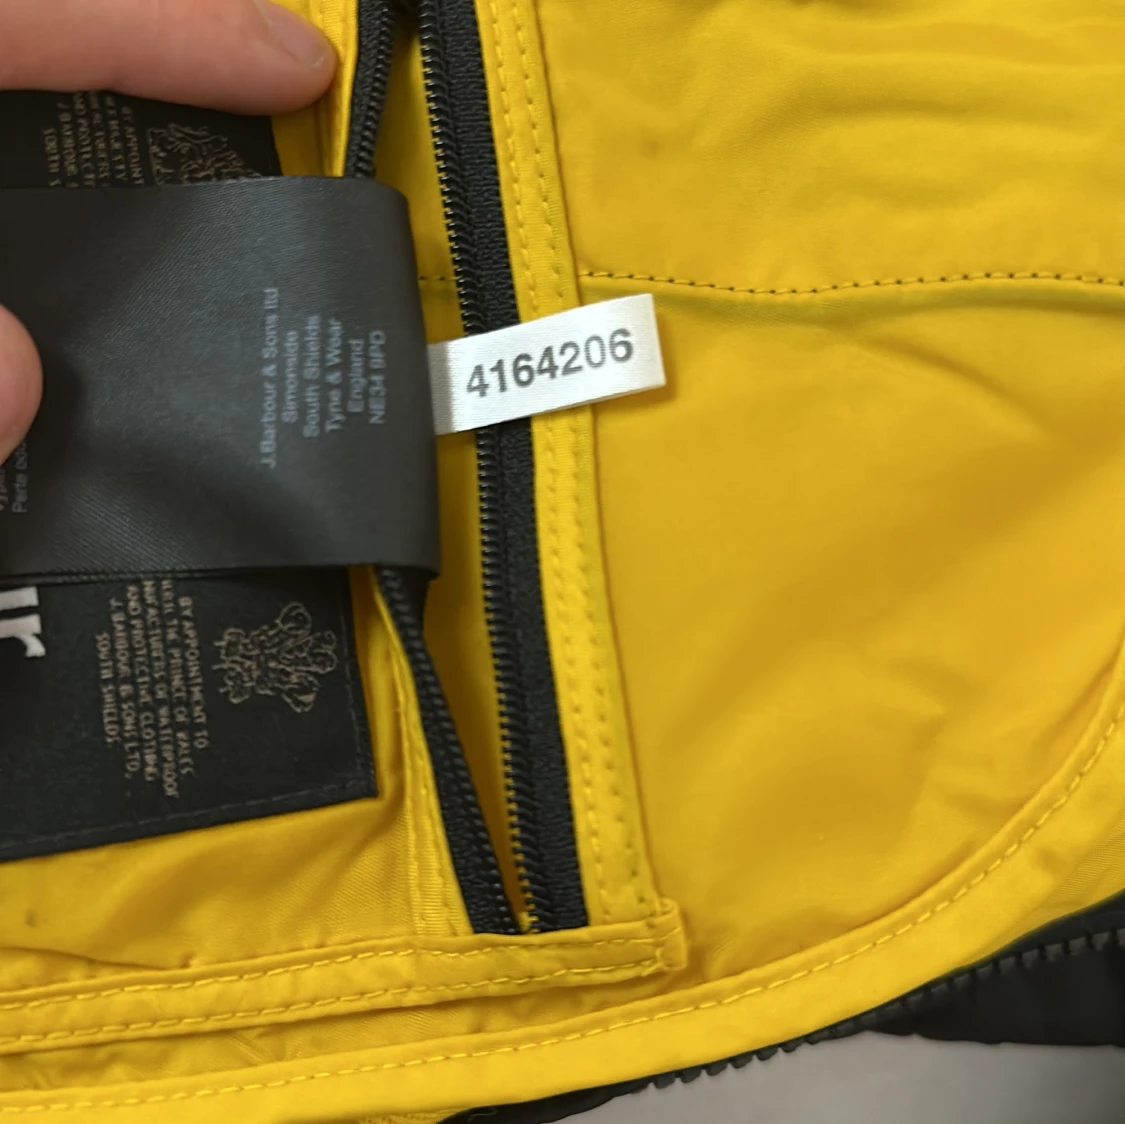 4164206
J.Barbour & Sons ltd
Simonside
South Shields
Tyne & Wear
England
NE34 9PD
ur
BY APPOINTMENT TO
THE PRINCE OF WALES
MANUFACTURERS OF WATERPROOF
AND PROTECTIVE CLOTHING
J.BARBOUR & SONS LTD.
SOUTH SHIELDS